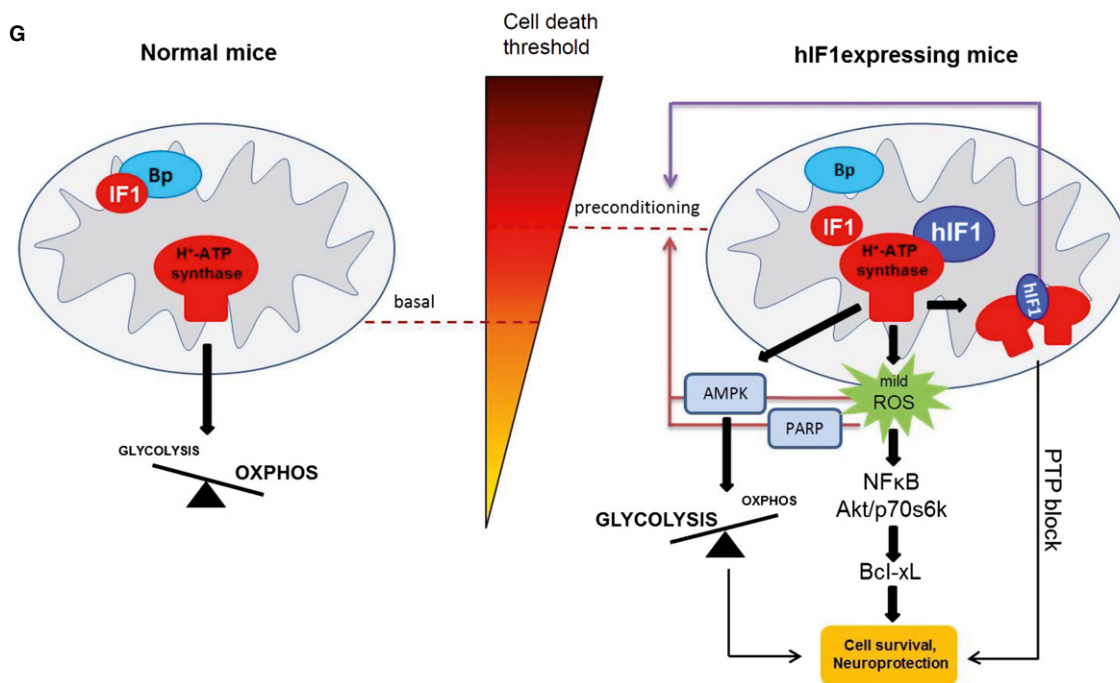 G
Normal mice
Cell death
threshold
hIF1expressing mice
Bp
IF1
H⁺-ATP
synthase
basal
GLYCOLYSIS
OXPHOS
preconditioning
Bp
IF1
hIF1
H⁺-ATP
synthase
hIF1
AMPK
mild
ROS
PARP
NFκB
Akt/p70s6k
GLYCOLYSIS
OXPHOS
Bcl-xL
PTP block
Cell survival,
Neuroprotection